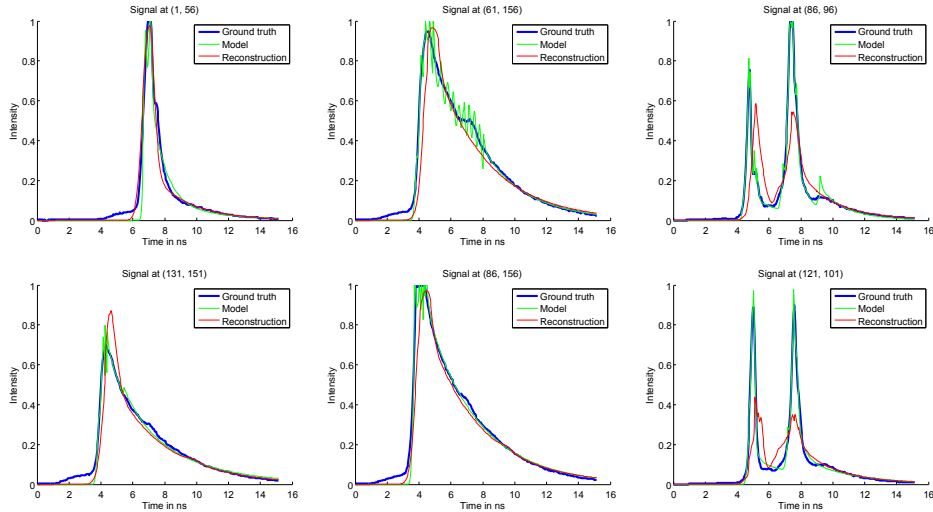 Signal at (1, 56)
1
0.8
0.6
0.4
0.2
0
Intensity
0 2 4 6 8 10 12 14 16
Time in ns
Ground truth
Model
Reconstruction
Signal at (61, 156)
1
0.8
0.6
0.4
0.2
0
Intensity
0 2 4 6 8 10 12 14 16
Time in ns
Ground truth
Model
Reconstruction
Signal at (86, 96)
1
0.8
0.6
0.4
0.2
0
Intensity
0 2 4 6 8 10 12 14 16
Time in ns
Ground truth
Model
Reconstruction
Signal at (131, 151)
1
0.8
0.6
0.4
0.2
0
Intensity
0 2 4 6 8 10 12 14 16
Time in ns
Ground truth
Model
Reconstruction
Signal at (86, 156)
1
0.8
0.6
0.4
0.2
0
Intensity
0 2 4 6 8 10 12 14 16
Time in ns
Ground truth
Model
Reconstruction
Signal at (121, 101)
1
0.8
0.6
0.4
0.2
0
Intensity
0 2 4 6 8 10 12 14 16
Time in ns
Ground truth
Model
Reconstruction